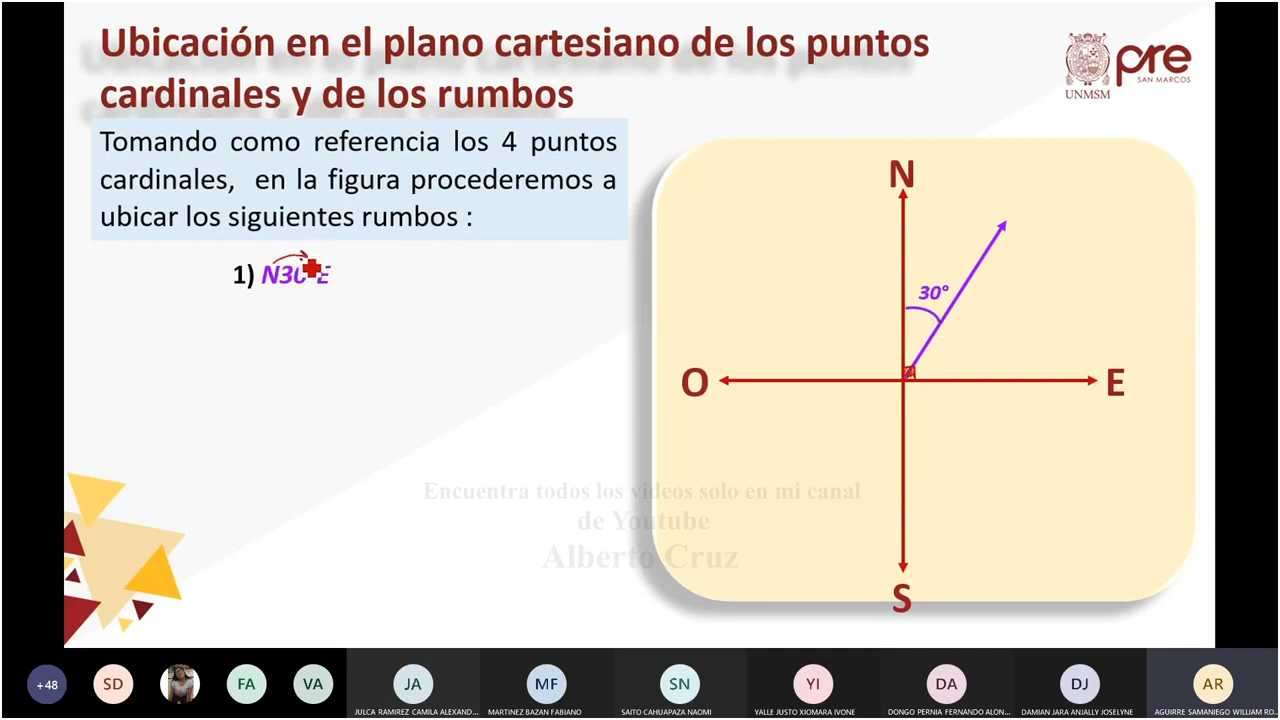 Ubicación en el plano cartesiano de los puntos
cardinales y de los rumbos
pre
SAN MARCOS
UNMSM
Tomando como referencia los 4 puntos
cardinales, en la figura procederemos a
ubicar los siguientes rumbos :
1) N30 E
N
30°
O
E
S
Encuentra todos los videos solo en mi canal
de Youtube
Alberto Cruz
+48
SD
FA
VA
JA
MF
SN
YI
DA
DJ
AR
JULCA RAMIREZ CAMILA ALEXAND...
MARTINEZ BAZAN FABIANO
SAITO CAHUAPAZA NAOMI
YALLE JUSTO XIOMARA IVONE
DONGO PERNIA FERNANDO ALON...
DAMIAN JARA ANJALLY JOSELYNE
AGUIRRE SAMANIEGO WILLIAM RO...